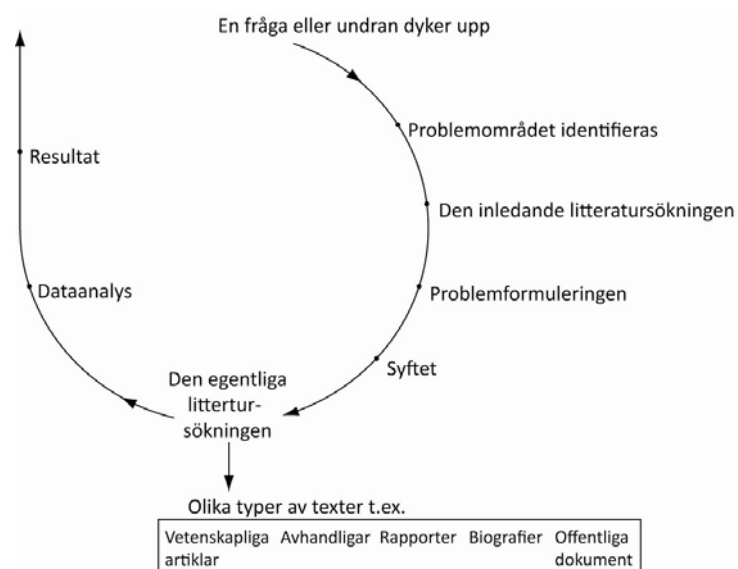 En fråga eller undran dyker upp
Problemområdet identifieras
Den inledande litteratursökningen
Problemformuleringen
Syftet
Den egentliga
littertur-
sökningen
Dataanalys
Resultat
Olika typer av texter t.ex.
Vetenskapliga Avhandligar Rapporter Biografier Offentliga
artiklar dokument